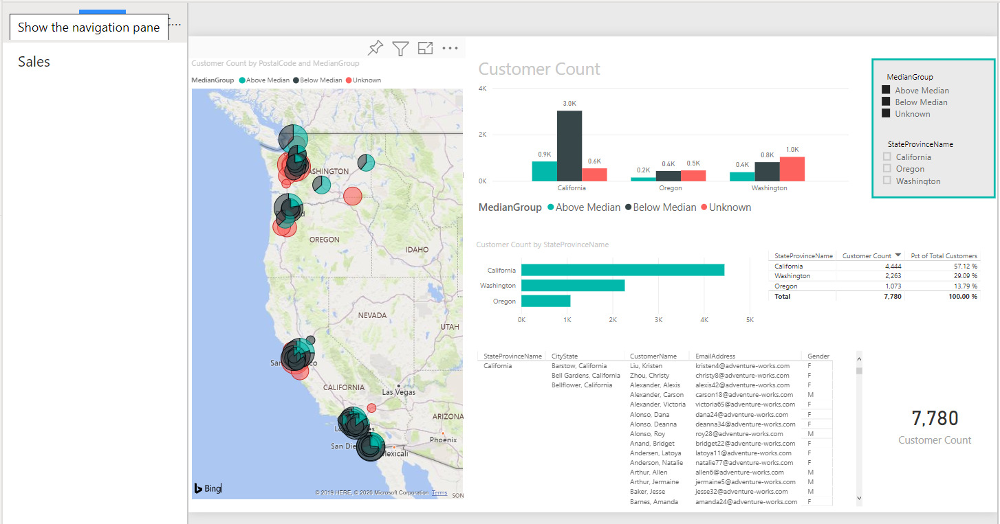 Show the navigation pane
...
Sales
Customer Count by PostalCode and MedianGroup
MedianGroup Above Median Below Median Unknown
WASHINGTON
OREGON
IDAHO
NEVADA
UTAH
CALIFORNIA
Las Vegas
ARIZONA
Phoenix
San Die
Mexicali
SON
Bing
© 2019 HERE, © 2020 Microsoft Corporation Terms
Customer Count
4K
2K
0K
3.0K
0.9K
0.6K
0.2K
0.4K
0.5K
0.4K
0.8K
1.0K
California Oregon Washington
MedianGroup Above Median Below Median Unknown
MedianGroup
Above Median
Below Median
Unknown
StateProvinceName
California
Oregon
Washington
Customer Count by StateProvinceName
California
Washington
Oregon
0K 1K 2K 3K 4K 5K
StateProvinceName Customer Count Pct of Total Customers
California 4,444 57.12 %
Washington 2,263 29.09 %
Oregon 1,073 13.79 %
Total 7,780 100.00 %
StateProvinceName CityState CustomerName EmailAddress Gender
California Barstow, California Liu, Kristen kristen4@adventure-works.com F
Bell Gardens, California Zhou, Christy christy8@adventure-works.com F
Bellflower, California Alexander, Alexis alexis42@adventure-works.com F
Alexander, Carson carson18@adventure-works.com M
Alexander, Victoria victoria65@adventure-works.com F
Alonso, Dana dana24@adventure-works.com F
Alonso, Deanna deanna34@adventure-works.com F
Alonso, Roy roy28@adventure-works.com M
Anand, Bridget bridget22@adventure-works.com F
Andersen, Latoya latoya11@adventure-works.com F
Anderson, Natalie natalie77@adventure-works.com F
Arthur, Allen allen6@adventure-works.com M
Arthur, Jermaine jermaine5@adventure-works.com M
Baker, Jesse jesse32@adventure-works.com M
Barnes, Amanda amanda24@adventure-works.com F
7,780
Customer Count